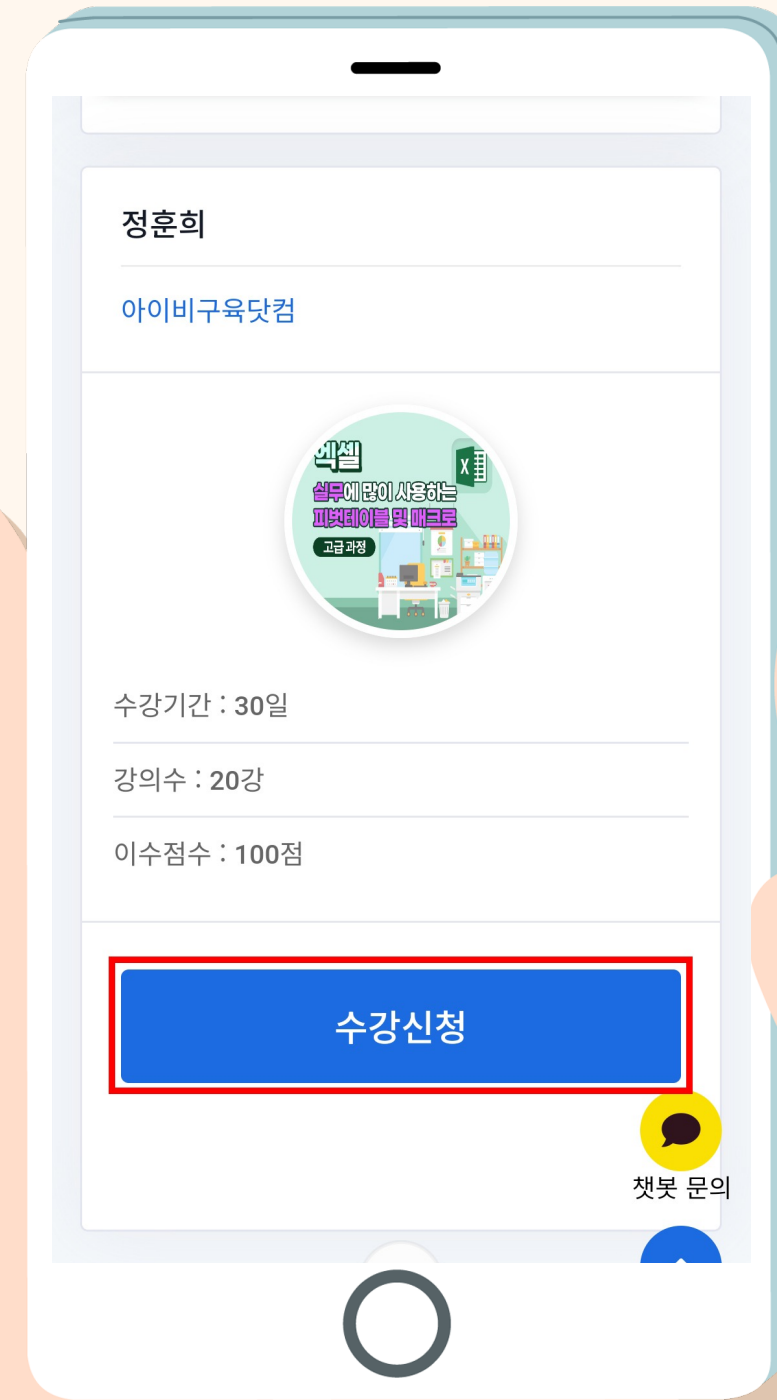 정훈희
아이비구육닷컴
엑셀
X
실무에 많이 사용하는
피벗테이블 및 매크로
고급 과정
수강기간 : 30일
강의수 : 20강
이수점수 : 100점
수강신청
챗봇 문의